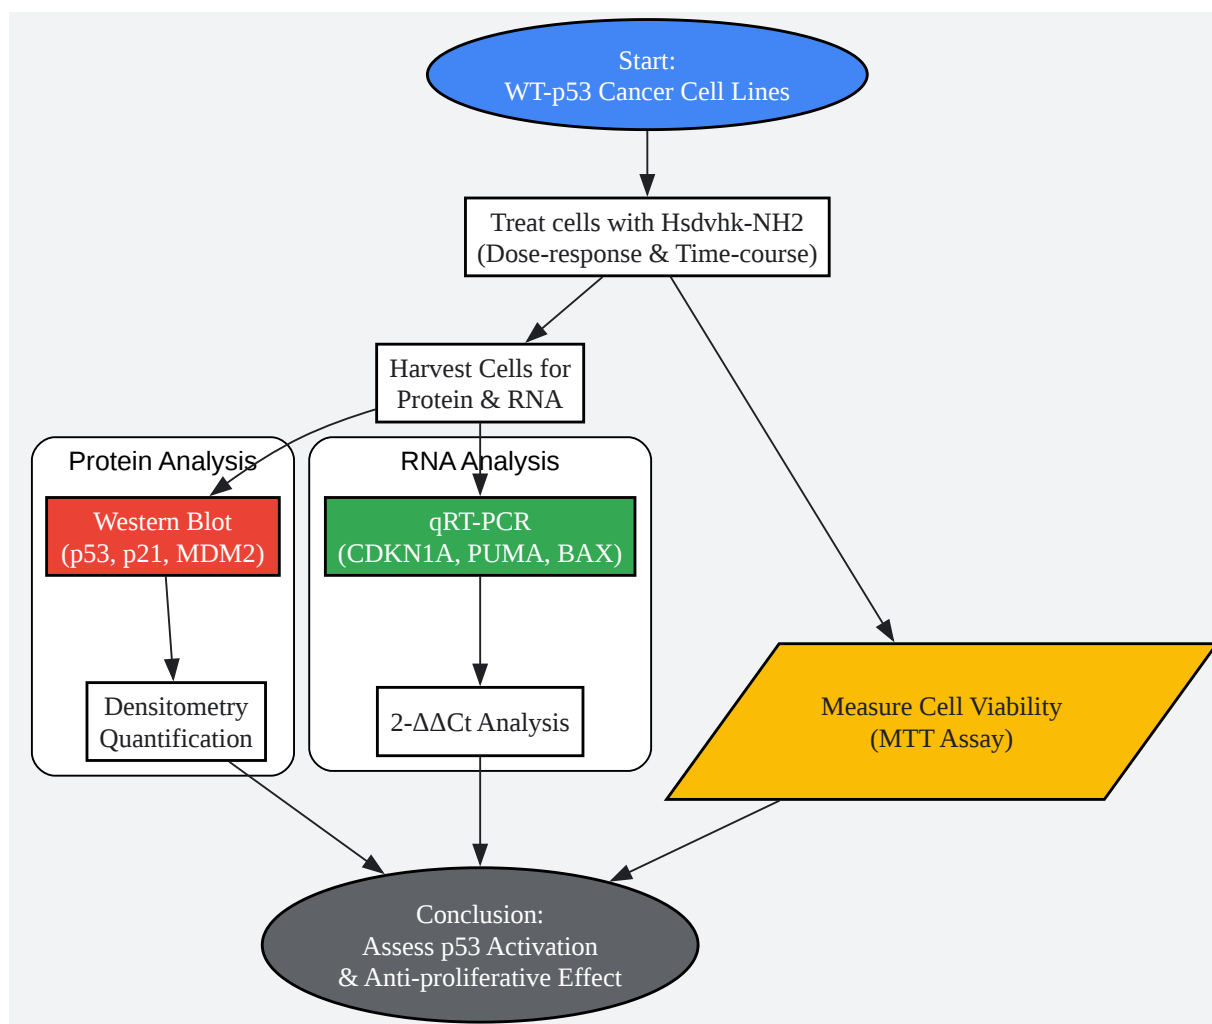 Start:
WT-p53 Cancer Cell Lines
Treat cells with Hsdvhk-NH2
(Dose-response & Time-course)
Harvest Cells for
Protein & RNA
Protein Analysis
Western Blot
(p53, p21, MDM2)
Densitometry
Quantification
RNA Analysis
qRT-PCR
(CDKN1A, PUMA, BAX)
2-ΔΔCt Analysis
Measure Cell Viability
(MTT Assay)
Conclusion:
Assess p53 Activation
& Anti-proliferative Effect